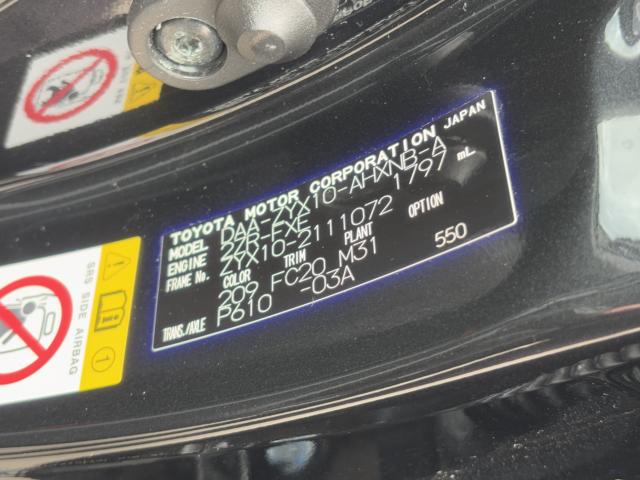 TOYOTA MOTOR CORPORATION JAPAN
MODEL DAA-ZYX10-AHXNB-A
ENGINE 2ZR-FXE 1797 mL
FRAME No. ZYX10-2111072
COLOR TRIM PLANT OPTION
209 FC20 M31 550
TRANS./AXLE P610 -03A
SRS SIDE AIRBAG
1